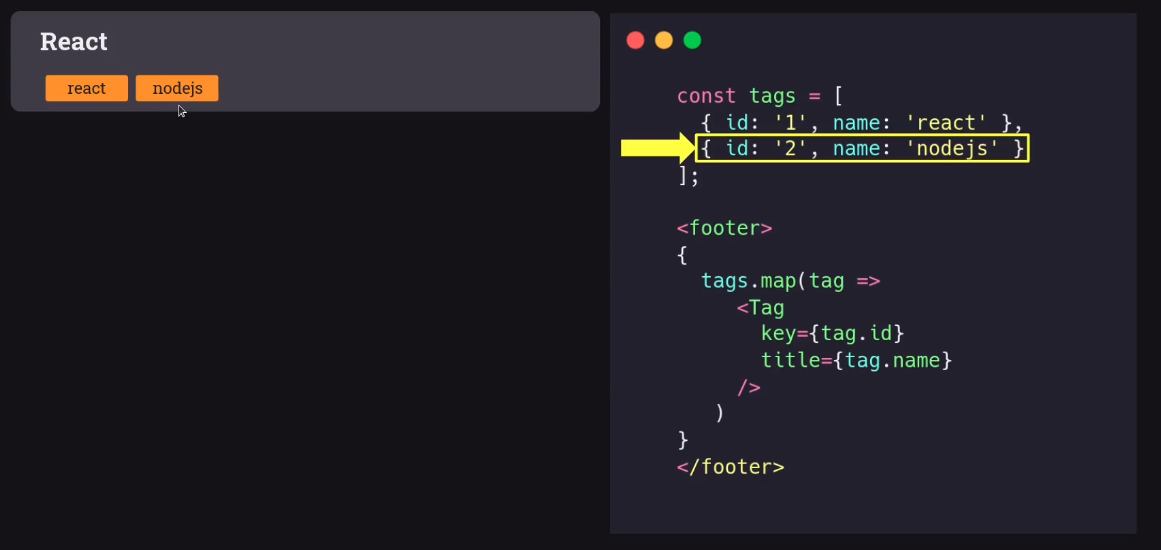 React
react nodejs
const tags = [
{ id: '1', name: 'react' },
{ id: '2', name: 'nodejs' }
];
<footer>
{
tags.map(tag =>
<Tag
key={tag.id}
title={tag.name}
/>
)
}
</footer>